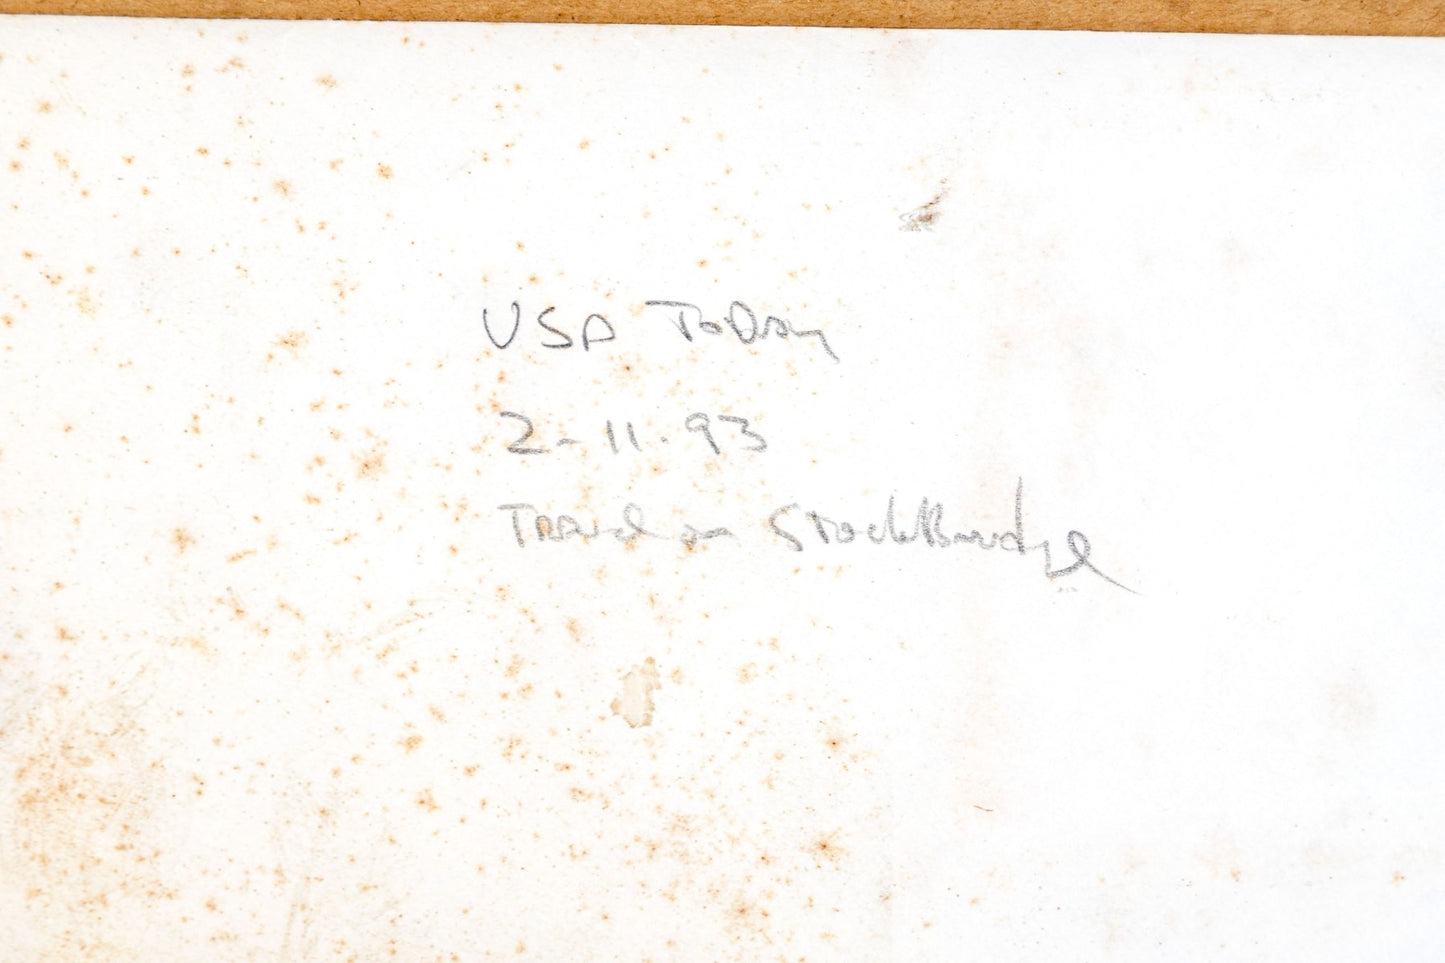 USA Today
2-11.93
Travel on Stockbridge